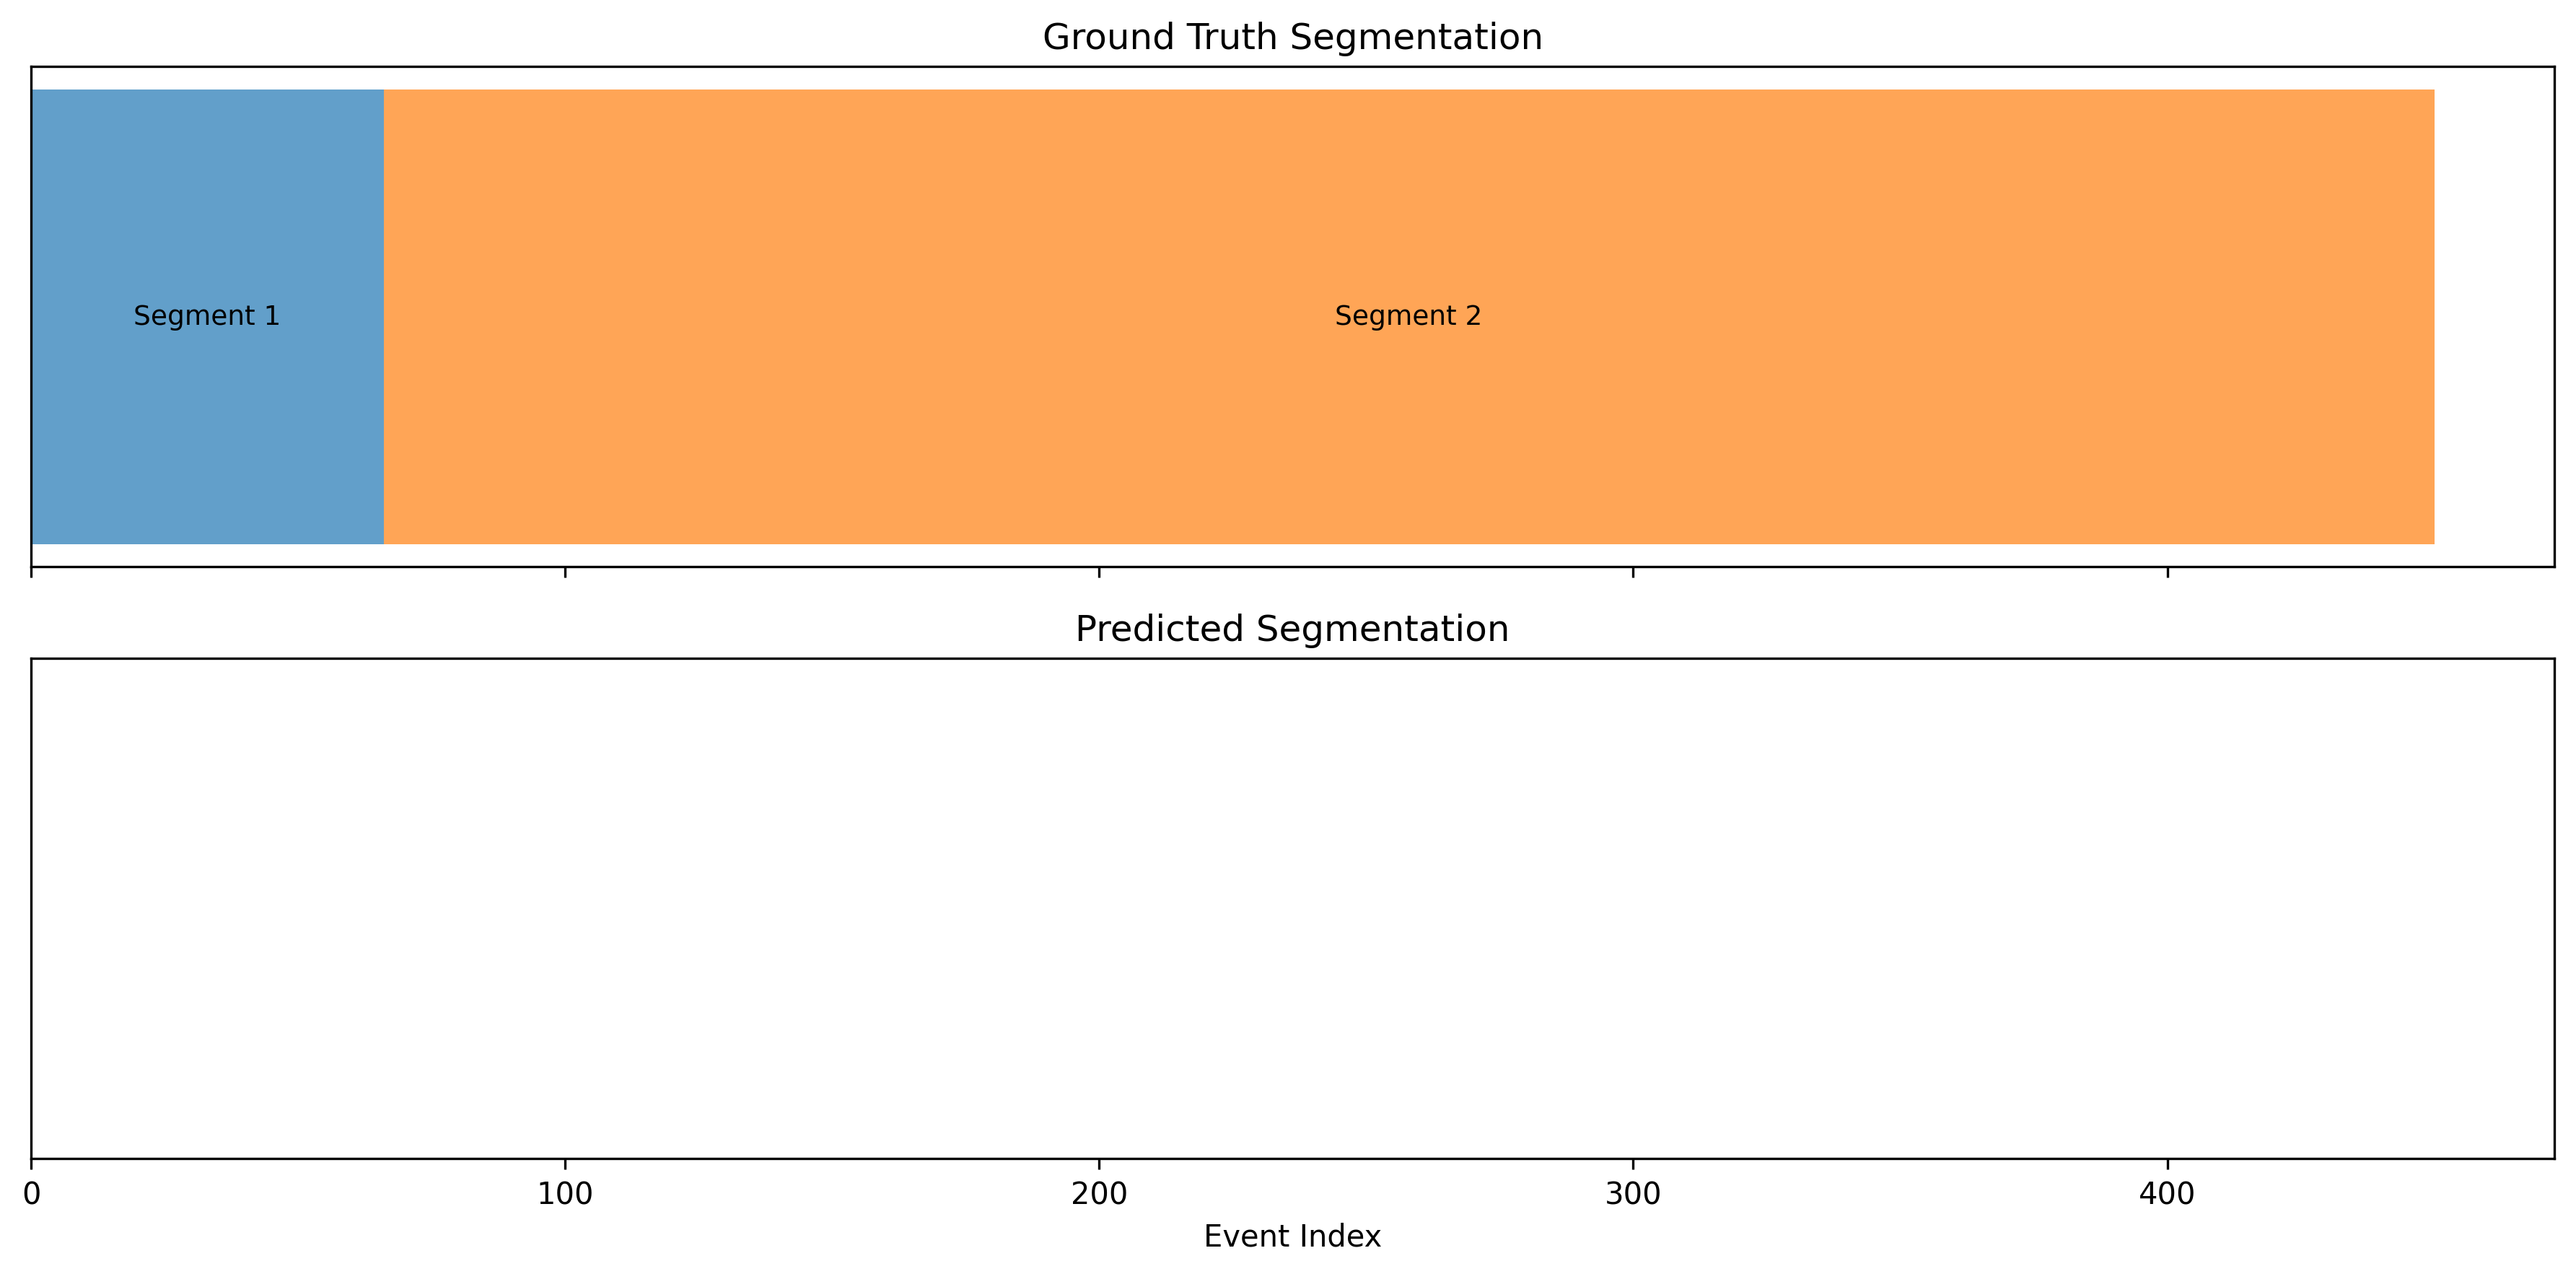 Ground Truth Segmentation
Segment 1
Segment 2
Predicted Segmentation
0
100
200
300
400
Event Index